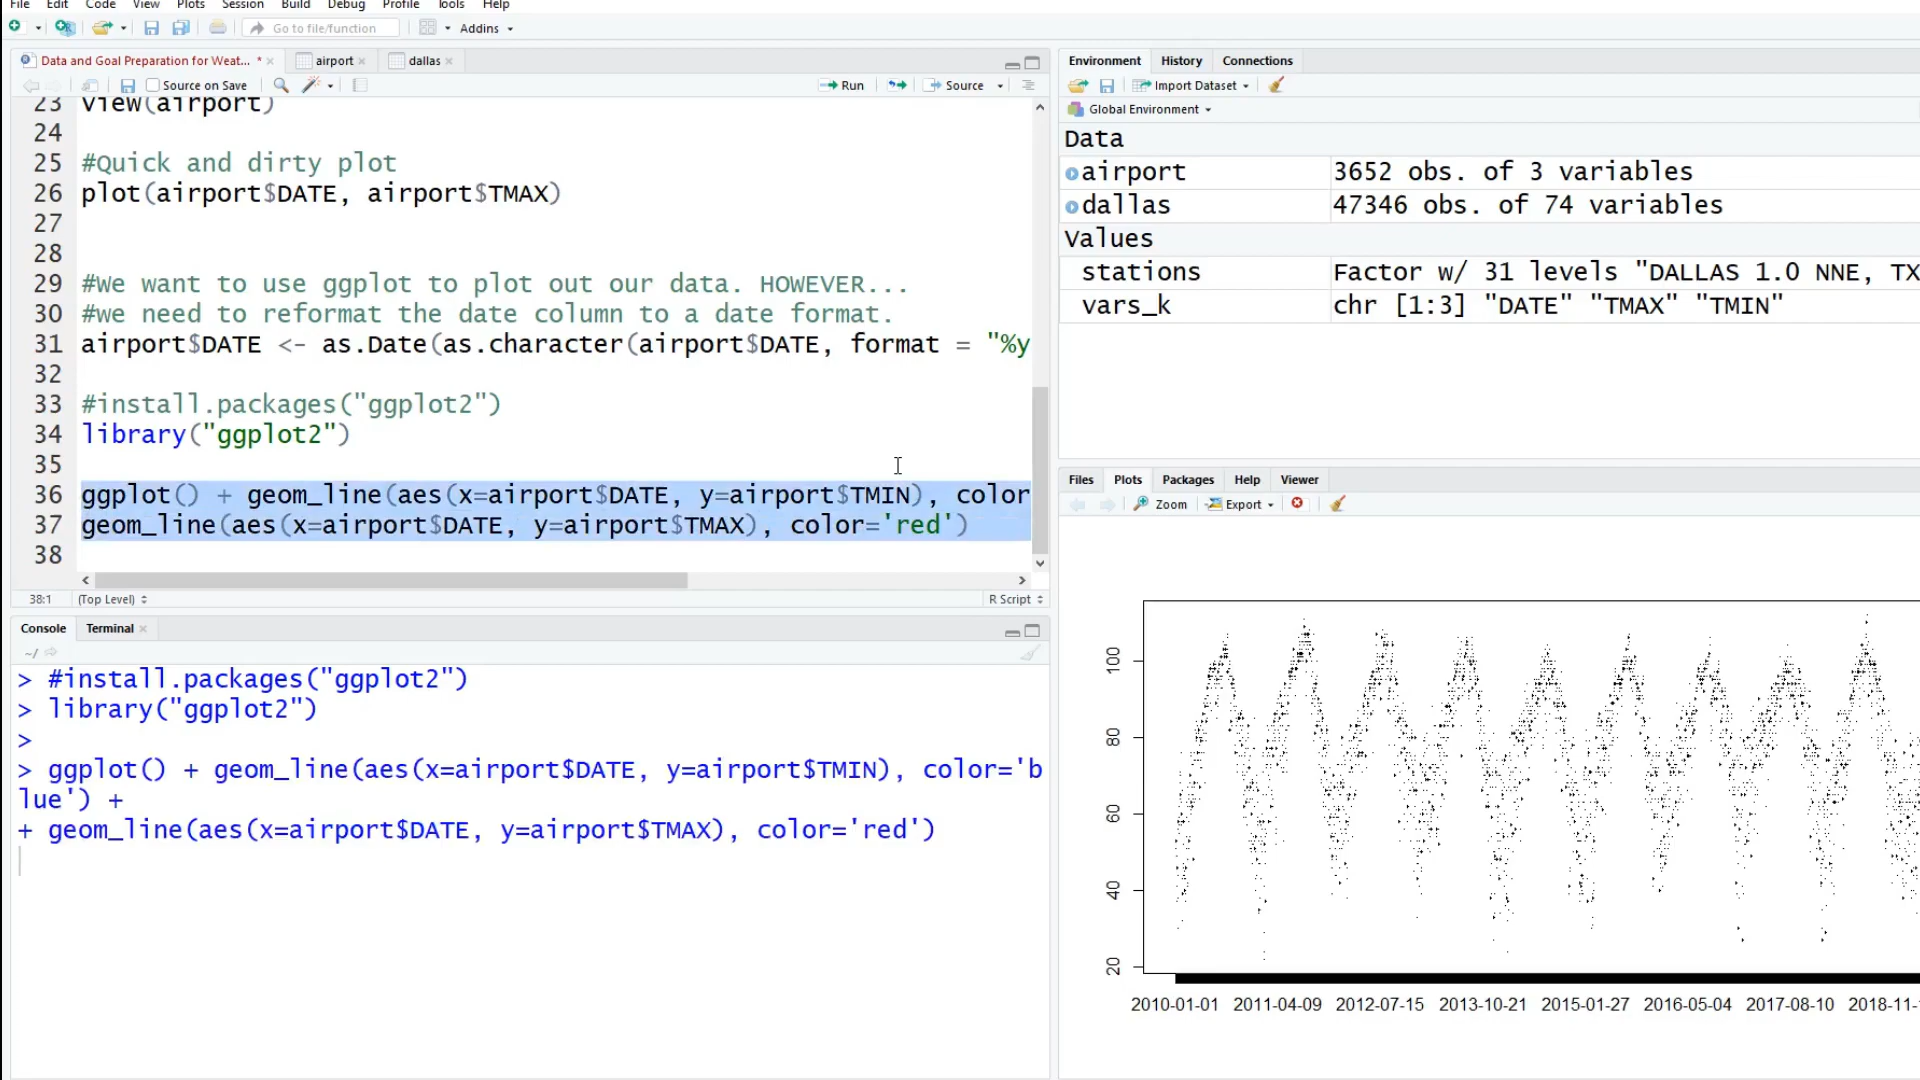 File Edit Code View Plots Session Build Debug Profile Tools Help
Go to file/function Addins
Data and Goal Preparation for Weat... * airport dallas
Source on Save Run Source
23 View(airport)
24
25 #Quick and dirty plot
26 plot(airport$DATE, airport$TMAX)
27
28
29 #We want to use ggplot to plot out our data. HOWEVER...
30 #we need to reformat the date column to a date format.
31 airport$DATE <- as.Date(as.character(airport$DATE, format = "%y
32
33 #install.packages("ggplot2")
34 library("ggplot2")
35
36 ggplot() + geom_line(aes(x=airport$DATE, y=airport$TMIN), color
37 geom_line(aes(x=airport$DATE, y=airport$TMAX), color='red')
38
38:1 (Top Level) R Script
Console Terminal
~/
> #install.packages("ggplot2")
> library("ggplot2")
>
> ggplot() + geom_line(aes(x=airport$DATE, y=airport$TMIN), color='b
lue') +
+ geom_line(aes(x=airport$DATE, y=airport$TMAX), color='red')
Environment History Connections
Import Dataset
Global Environment
Data
airport 3652 obs. of 3 variables
dallas 47346 obs. of 74 variables
Values
stations Factor w/ 31 levels "DALLAS 1.0 NNE, TX
vars_k chr [1:3] "DATE" "TMAX" "TMIN"
Files Plots Packages Help Viewer
Zoom Export
100
80
60
40
20
2010-01-01 2011-04-09 2012-07-15 2013-10-21 2015-01-27 2016-05-04 2017-08-10 2018-11-